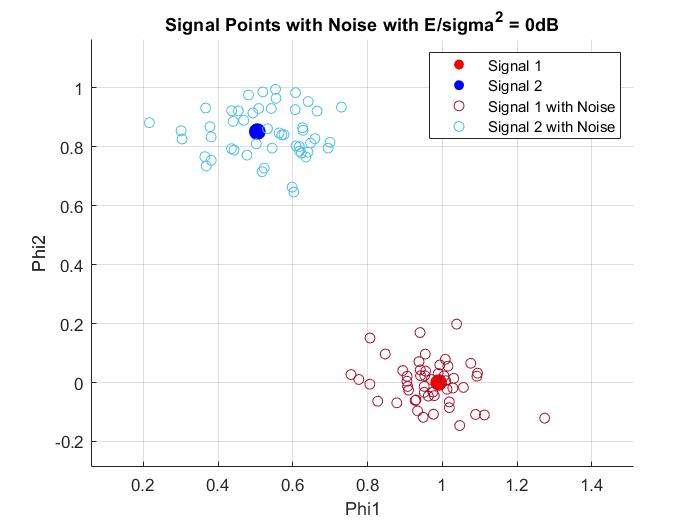 Signal Points with Noise with E/sigma² = 0dB
Signal 1
Signal 2
Signal 1 with Noise
Signal 2 with Noise
Phi2
1
0.8
0.6
0.4
0.2
0
-0.2
0.2 0.4 0.6 0.8 1 1.2 1.4
Phi1